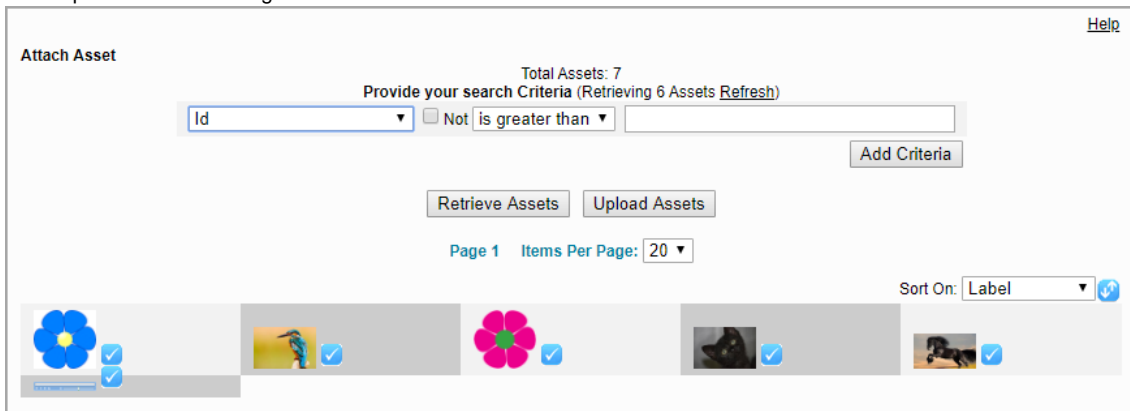 Help
Attach Asset
Total Assets: 7
Provide your search Criteria (Retrieving 6 Assets Refresh)
Id Not is greater than
Add Criteria
Retrieve Assets Upload Assets
Page 1 Items Per Page: 20
Sort On: Label